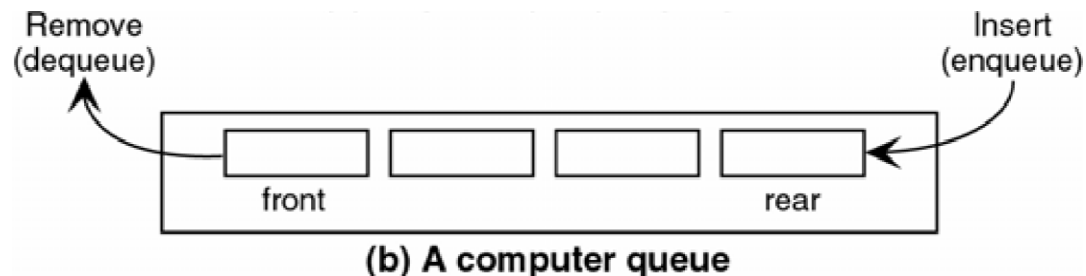 Remove
(dequeue)
Insert
(enqueue)
front
rear
(b) A computer queue